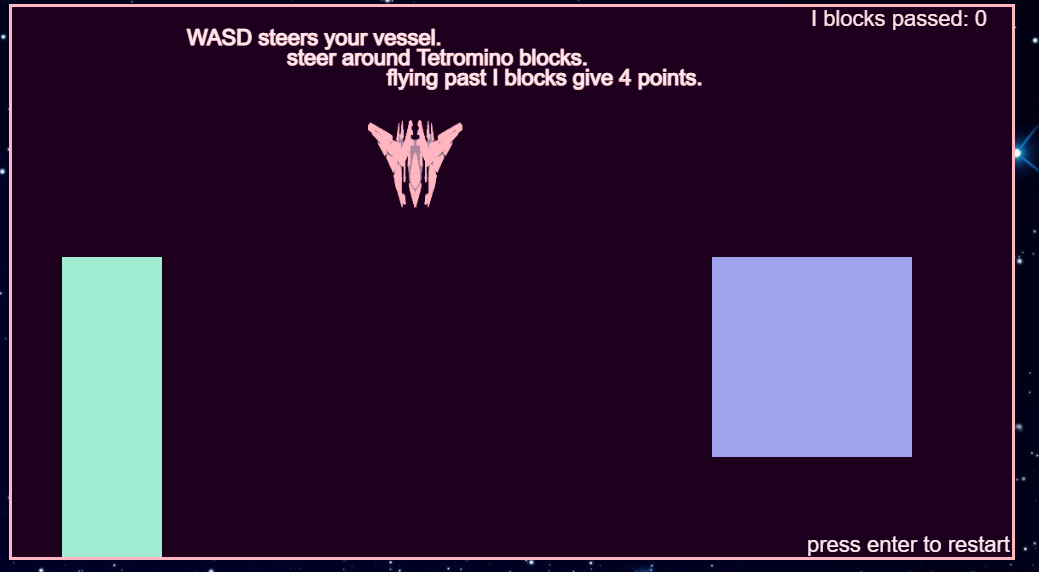 I blocks passed: 0
WASD steers your vessel.
steer around Tetromino blocks.
flying past I blocks give 4 points.
press enter to restart